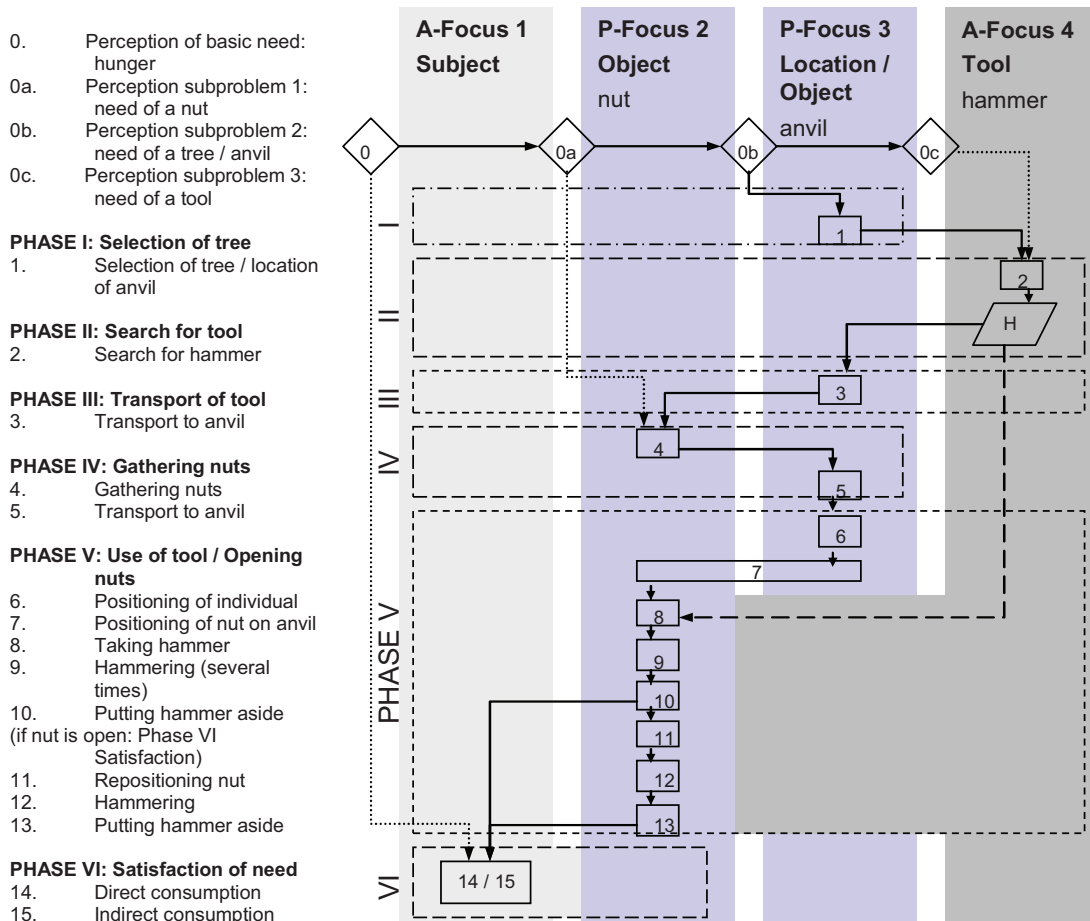 0. Perception of basic need:
hunger
0a. Perception subproblem 1:
need of a nut
0b. Perception subproblem 2:
need of a tree / anvil
0c. Perception subproblem 3:
need of a tool
PHASE I: Selection of tree
1. Selection of tree / location
of anvil
PHASE II: Search for tool
2. Search for hammer
PHASE III: Transport of tool
3. Transport to anvil
PHASE IV: Gathering nuts
4. Gathering nuts
5. Transport to anvil
PHASE V: Use of tool / Opening
nuts
6. Positioning of individual
7. Positioning of nut on anvil
8. Taking hammer
9. Hammering (several
times)
10. Putting hammer aside
(if nut is open: Phase VI
Satisfaction)
11. Repositioning nut
12. Hammering
13. Putting hammer aside
PHASE VI: Satisfaction of need
14. Direct consumption
15. Indirect consumption
A-Focus 1
Subject
P-Focus 2
Object
nut
P-Focus 3
Location /
Object
anvil
A-Focus 4
Tool
hammer
0
0a
0b
0c
I
1
II
2
H
III
3
IV
4
5
PHASE V
6
7
8
9
10
11
12
13
VI
14 / 15